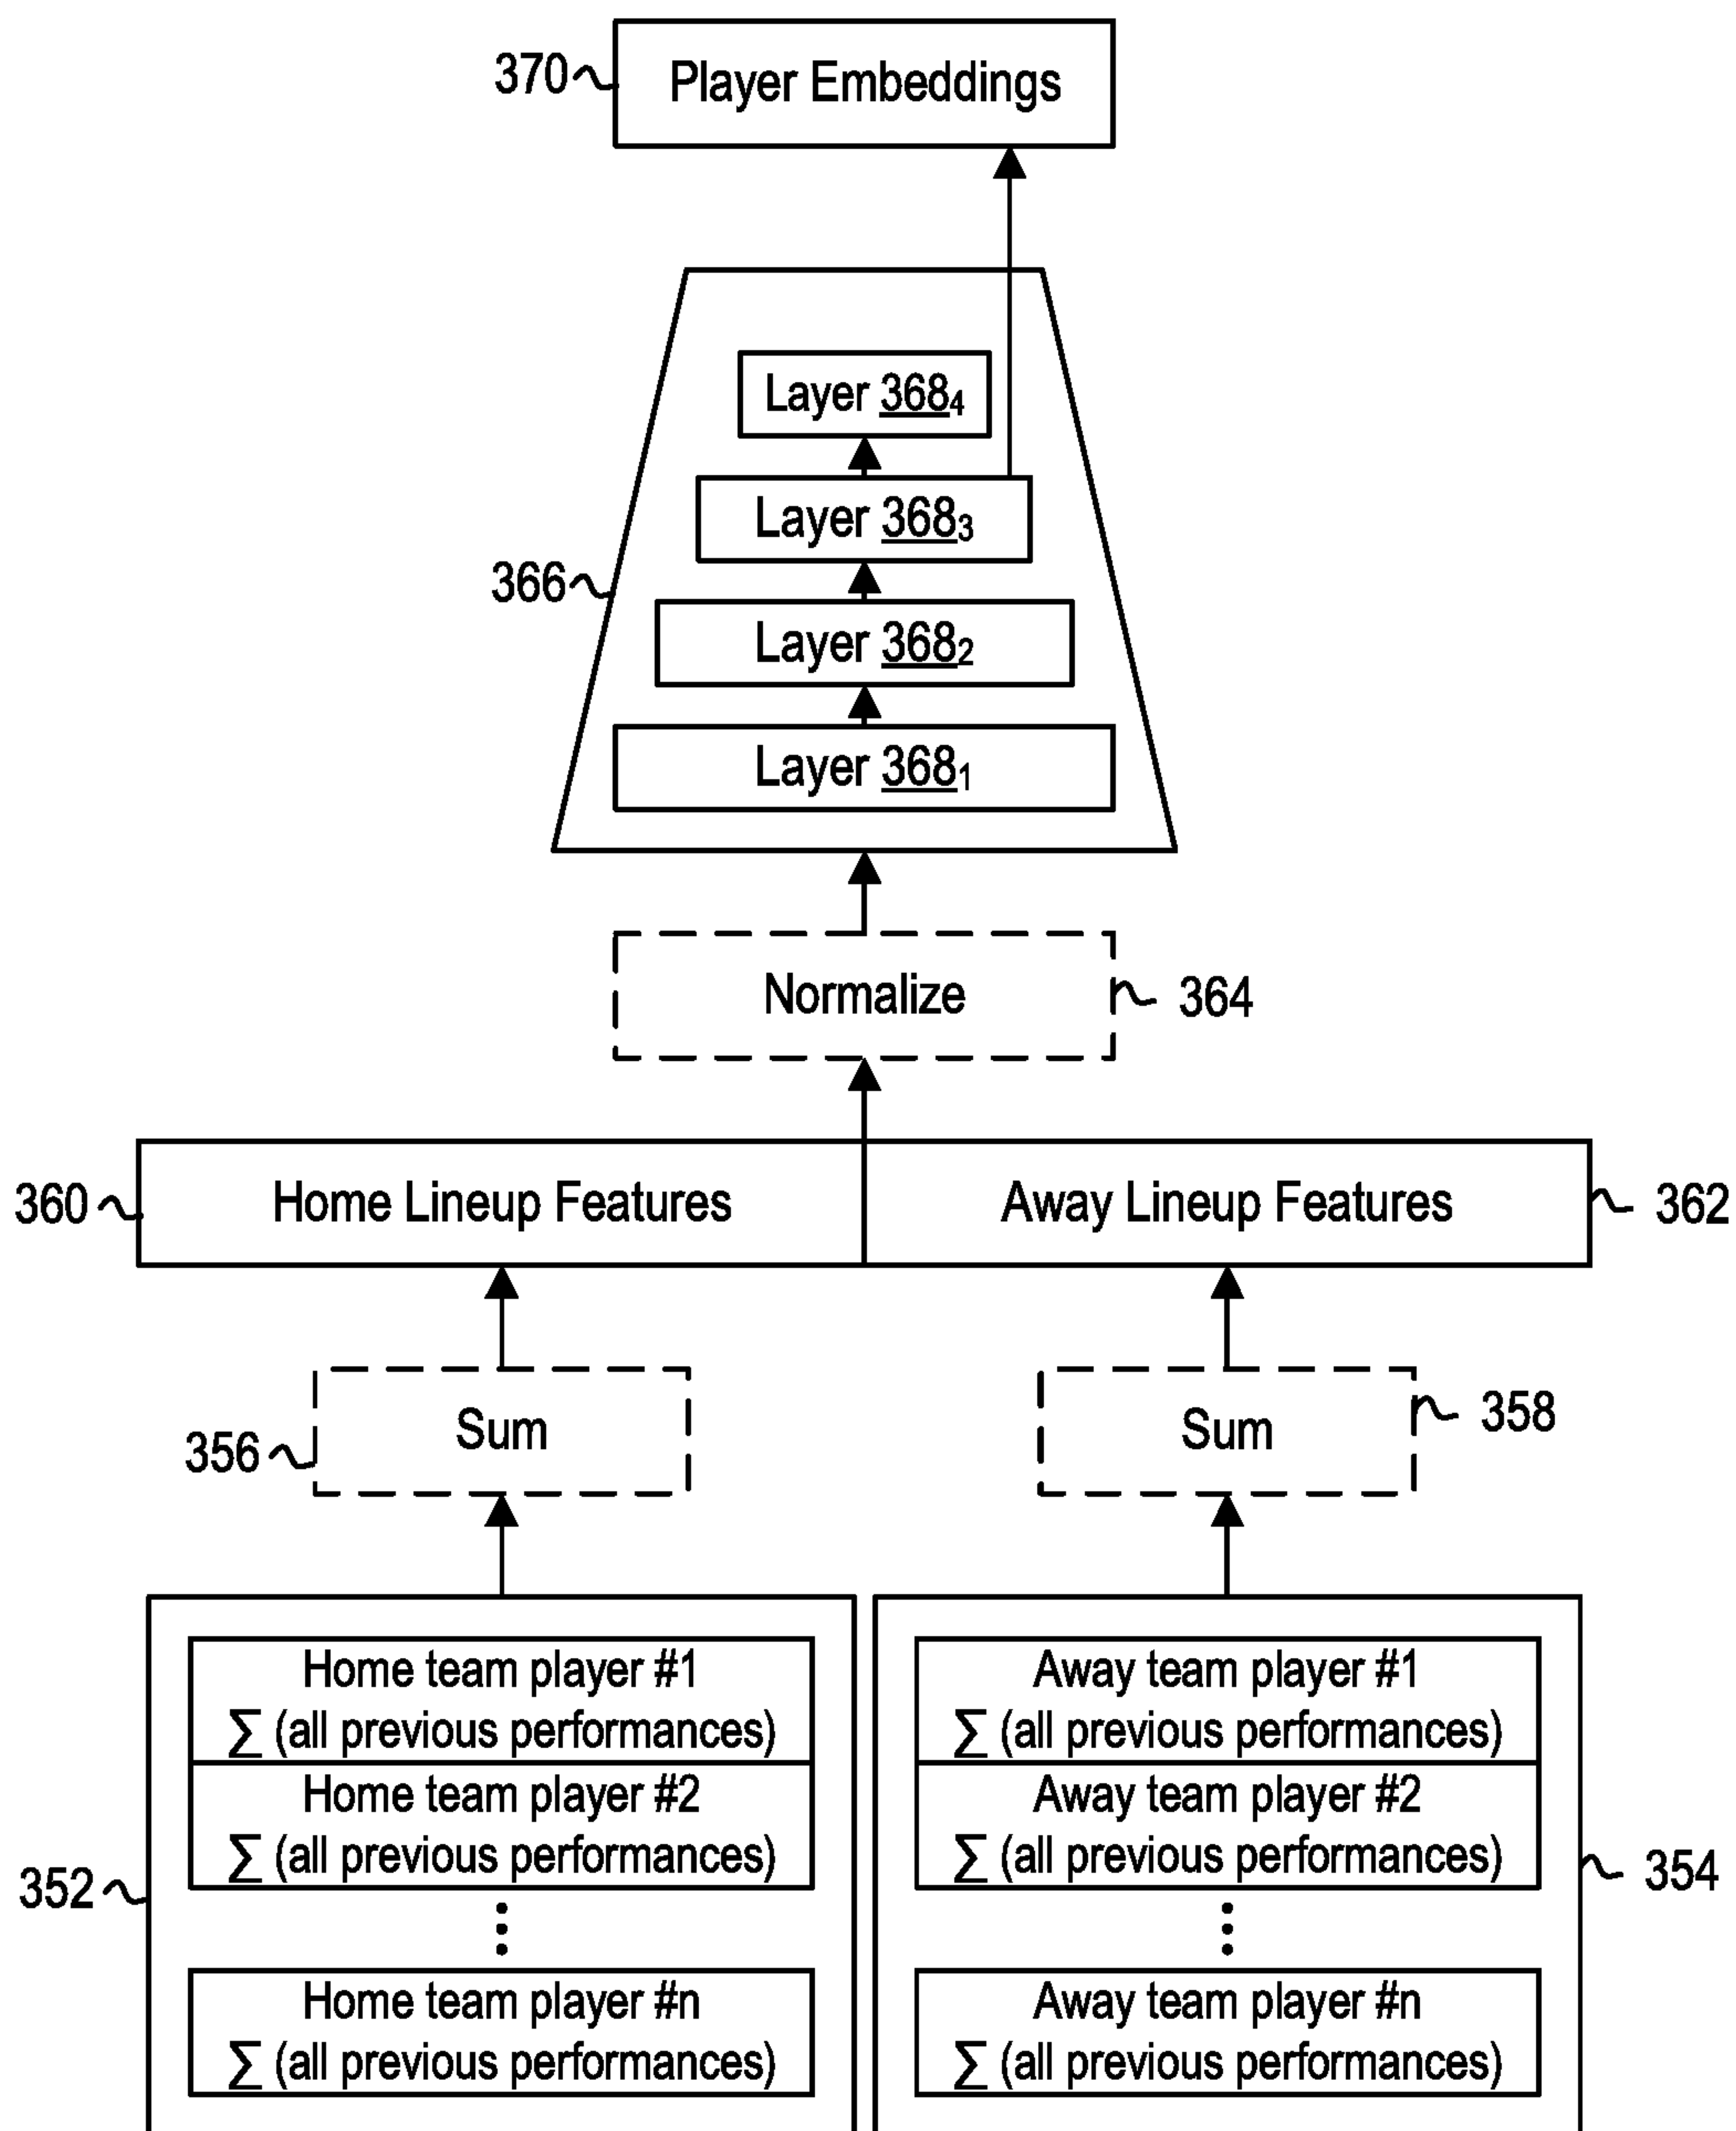 370
Player Embeddings
Layer 368₄
Layer 368₃
366
Layer 368₂
Layer 368₁
Normalize
364
360
Home Lineup Features
Away Lineup Features
362
356
Sum
Sum
358
Home team player #1
∑ (all previous performances)
Home team player #2
∑ (all previous performances)
352
Home team player #n
∑ (all previous performances)
Away team player #1
∑ (all previous performances)
Away team player #2
∑ (all previous performances)
354
Away team player #n
∑ (all previous performances)